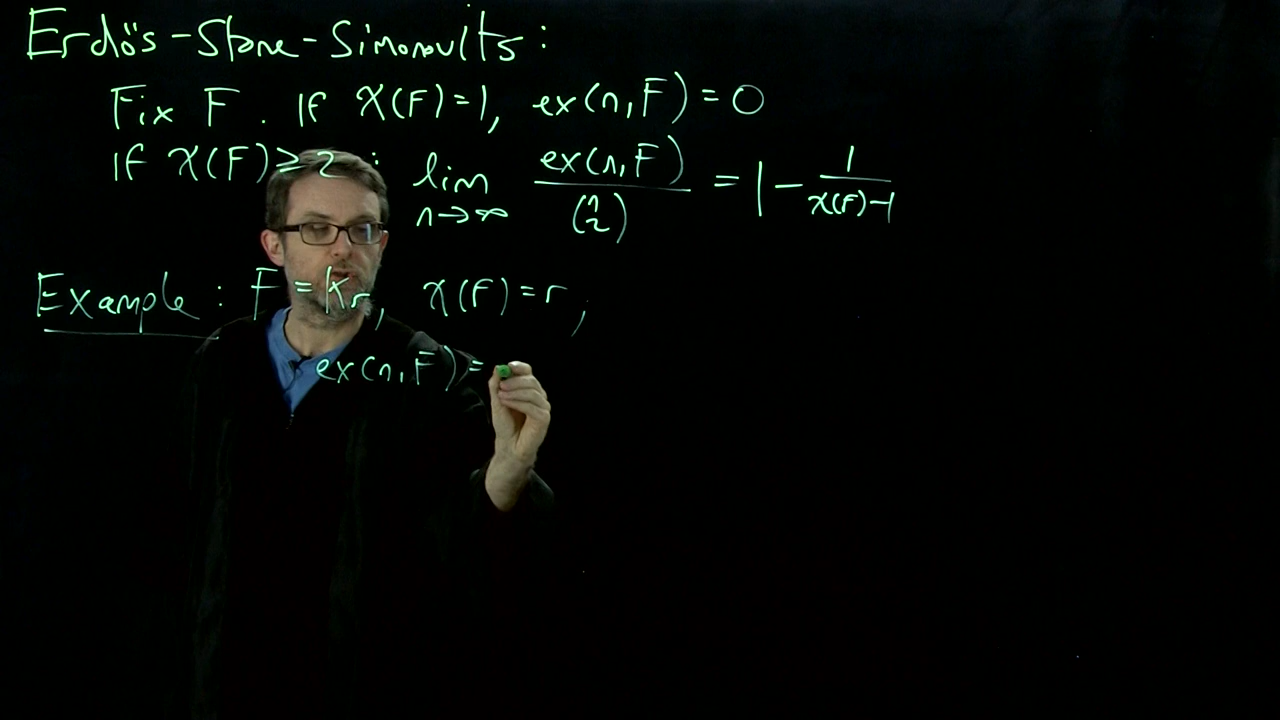 Erdős-Stone-Simonovits:
Fix F. If χ(F)=1, ex(n,F)=0
If χ(F)≥2: lim n→∞ ex(n,F)/(n 2) = 1 - 1/(χ(F)-1)
Example: F=Kr, χ(F)=r;
ex(n,F)=